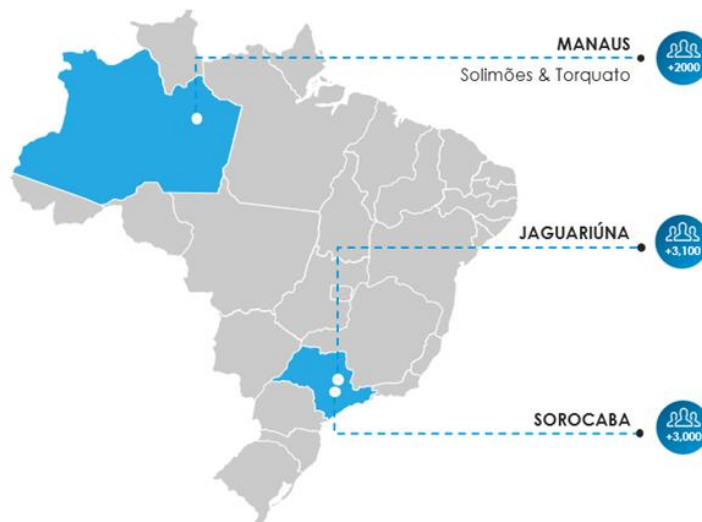 MANAUS
Solimões & Torquato
+2000
JAGUARIÚNA
+3,100
SOROCABA
+3,000